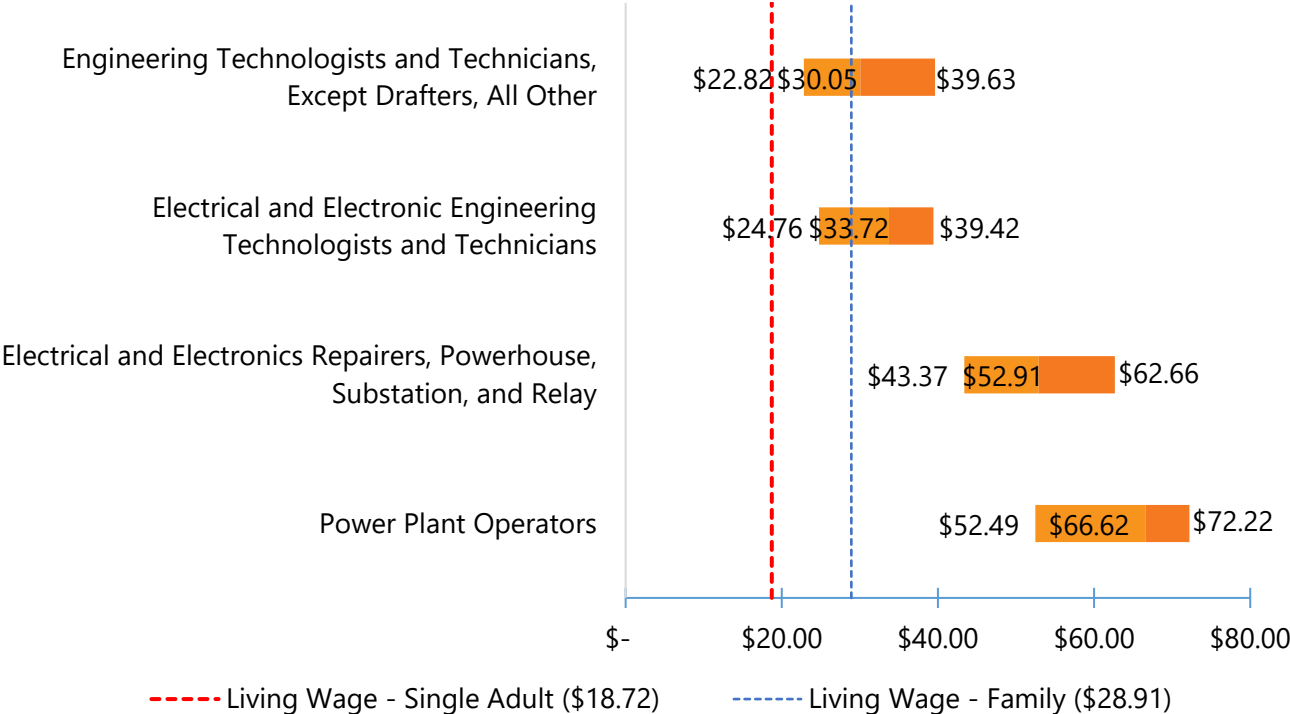 Engineering Technologists and Technicians,
Except Drafters, All Other
$22.82 $30.05 $39.63
Electrical and Electronic Engineering
Technologists and Technicians
$24.76 $33.72 $39.42
Electrical and Electronics Repairers, Powerhouse,
Substation, and Relay
$43.37 $52.91 $62.66
Power Plant Operators
$52.49 $66.62 $72.22
$- $20.00 $40.00 $60.00 $80.00
Living Wage - Single Adult ($18.72) Living Wage - Family ($28.91)